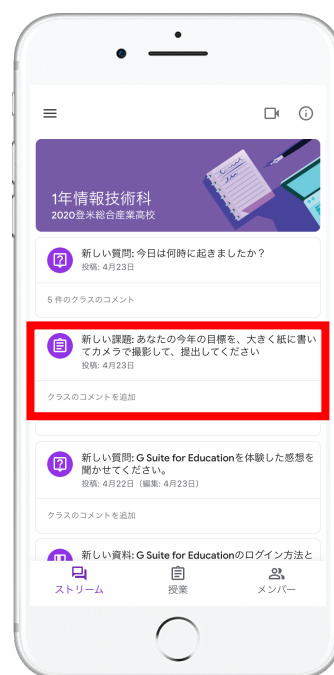 1年情報技術科
2020登米総合産業高校
新しい質問: 今日は何時に起きましたか？
投稿: 4月23日
5 件のクラスのコメント
新しい課題: あなたの今年の目標を、大きく紙に書い
てカメラで撮影して、提出してください
投稿: 4月23日
クラスのコメントを追加
新しい質問: G Suite for Educationを体験した感想を
聞かせてください。
投稿: 4月22日（編集: 4月23日）
クラスのコメントを追加
新しい資料: G Suite for Educationのログイン方法と
ストリーム
授業
メンバー